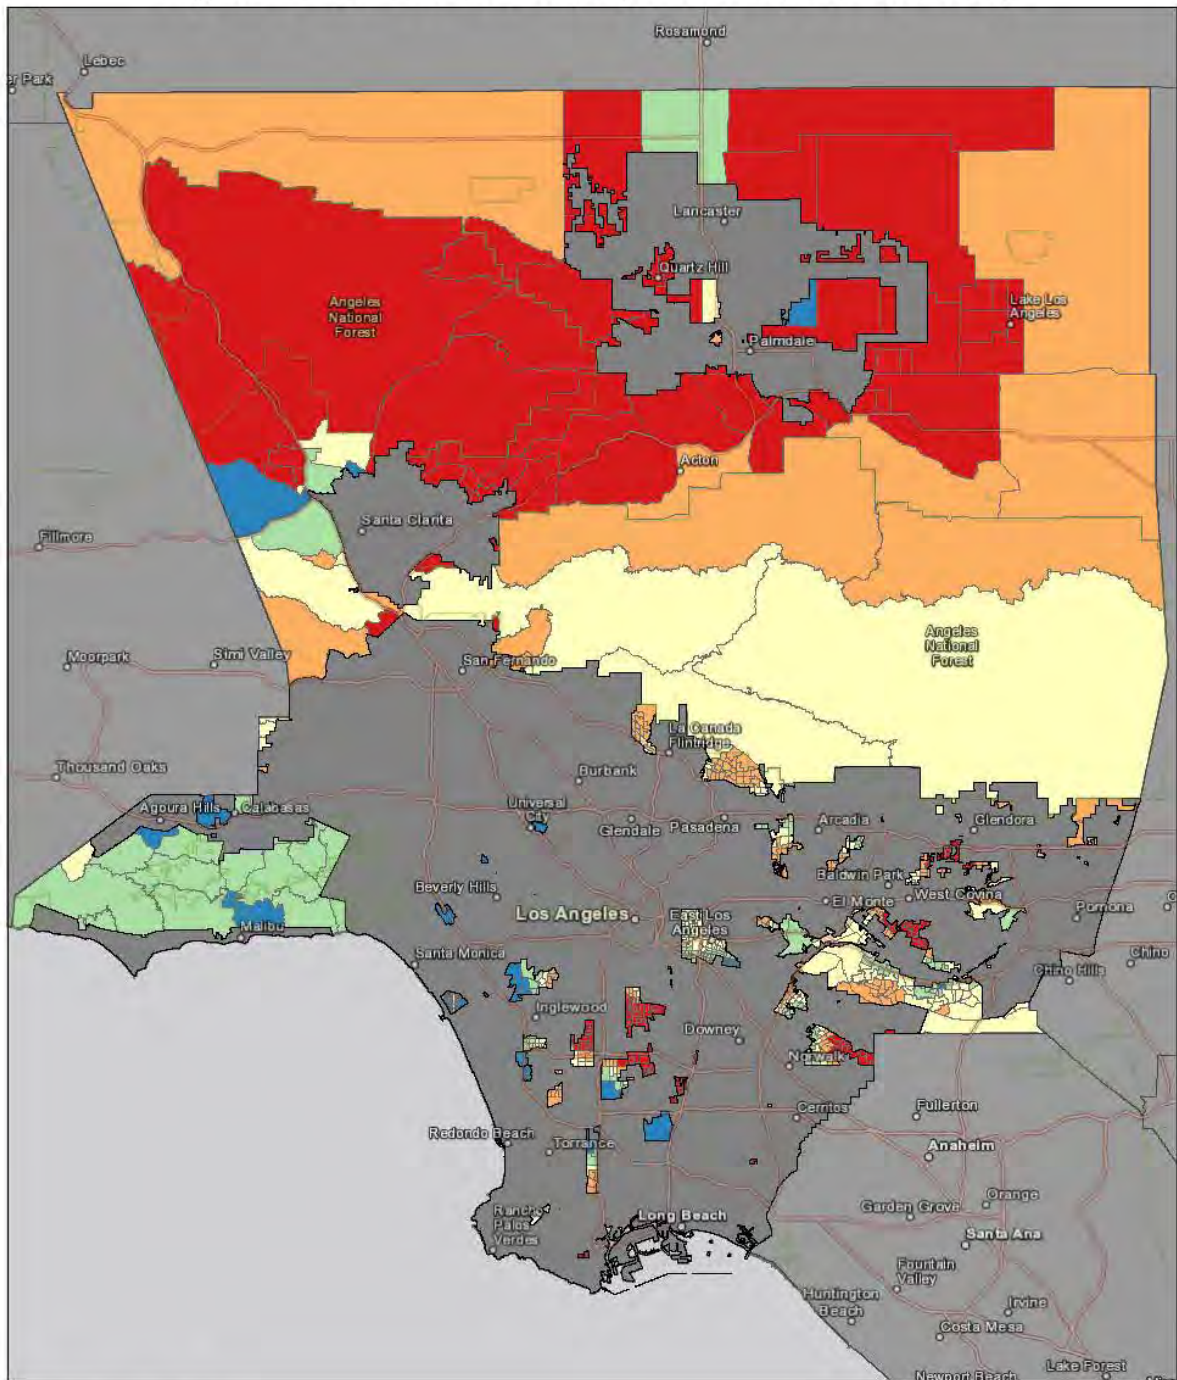 Rosamond
Lebec
er Park
Lancaster
Quartz Hill
Angeles
National
Forest
Lake Los
Angeles
Palmdale
Acton
Santa Clarita
Fillmore
Angeles
National
Forest
Moorpark
Simi Valley
San Fernando
La Canada
Flintridge
Thousand Oaks
Burbank
Agoura Hills
Calabasas
Universal
City
Glendale
Pasadena
Arcadia
Glendora
Baldwin Park
Beverly Hills
West Covina
El Monte
Los Angeles
East Los
Angeles
Pomona
C
Malibu
Santa Monica
Chino
Chino Hills
Inglewood
Downey
Norwalk
Cerritos
Fullerton
Redondo Beach
Torrance
Anaheim
Rancho
Palos
Verdes
Long Beach
Garden Grove
Orange
Santa Ana
Fountain
Valley
Huntington
Beach
Irvine
Costa Mesa
Lake Forest
Newport Beach